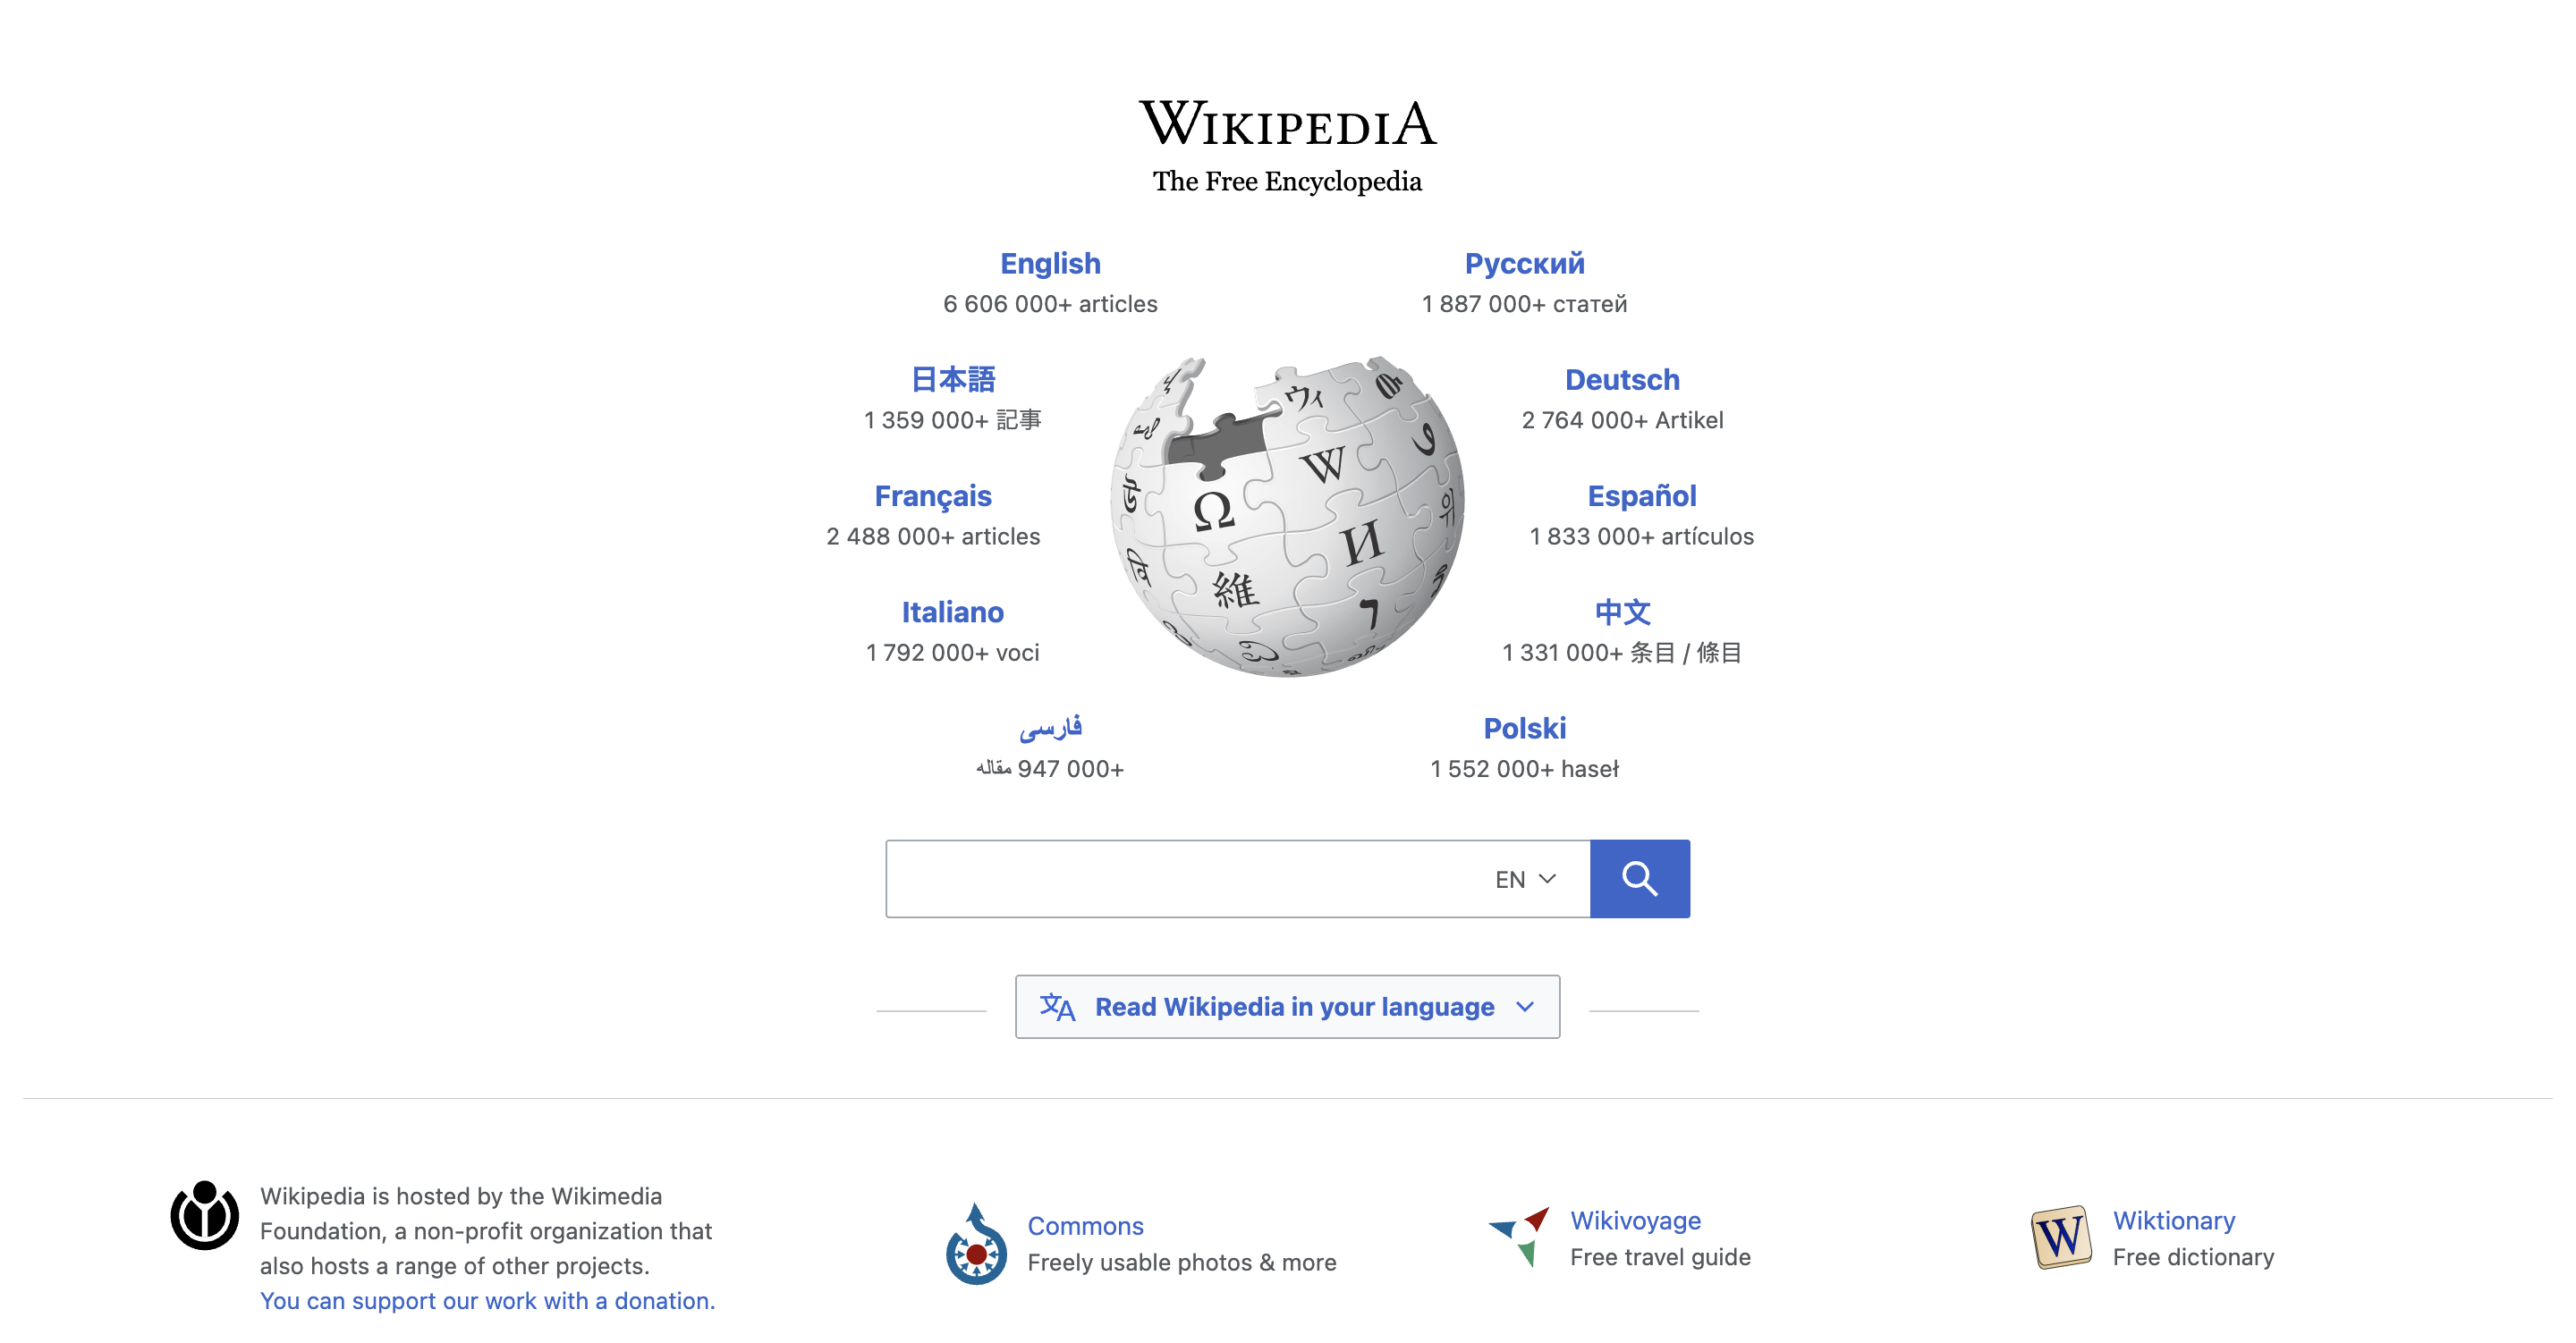 WIKIPEDIA
The Free Encyclopedia
English
6 606 000+ articles
Русский
1 887 000+ статей
日本語
1 359 000+ 記事
Deutsch
2 764 000+ Artikel
Français
2 488 000+ articles
Español
1 833 000+ artículos
Italiano
1 792 000+ voci
中文
1 331 000+ 条目 / 條目
فارسی
947 000+ مقاله
Polski
1 552 000+ haseł
ウィ
W
Ω
И
維
EN
Read Wikipedia in your language
Wikipedia is hosted by the Wikimedia
Foundation, a non-profit organization that
also hosts a range of other projects.
You can support our work with a donation.
Commons
Freely usable photos & more
Wikivoyage
Free travel guide
W
Wiktionary
Free dictionary